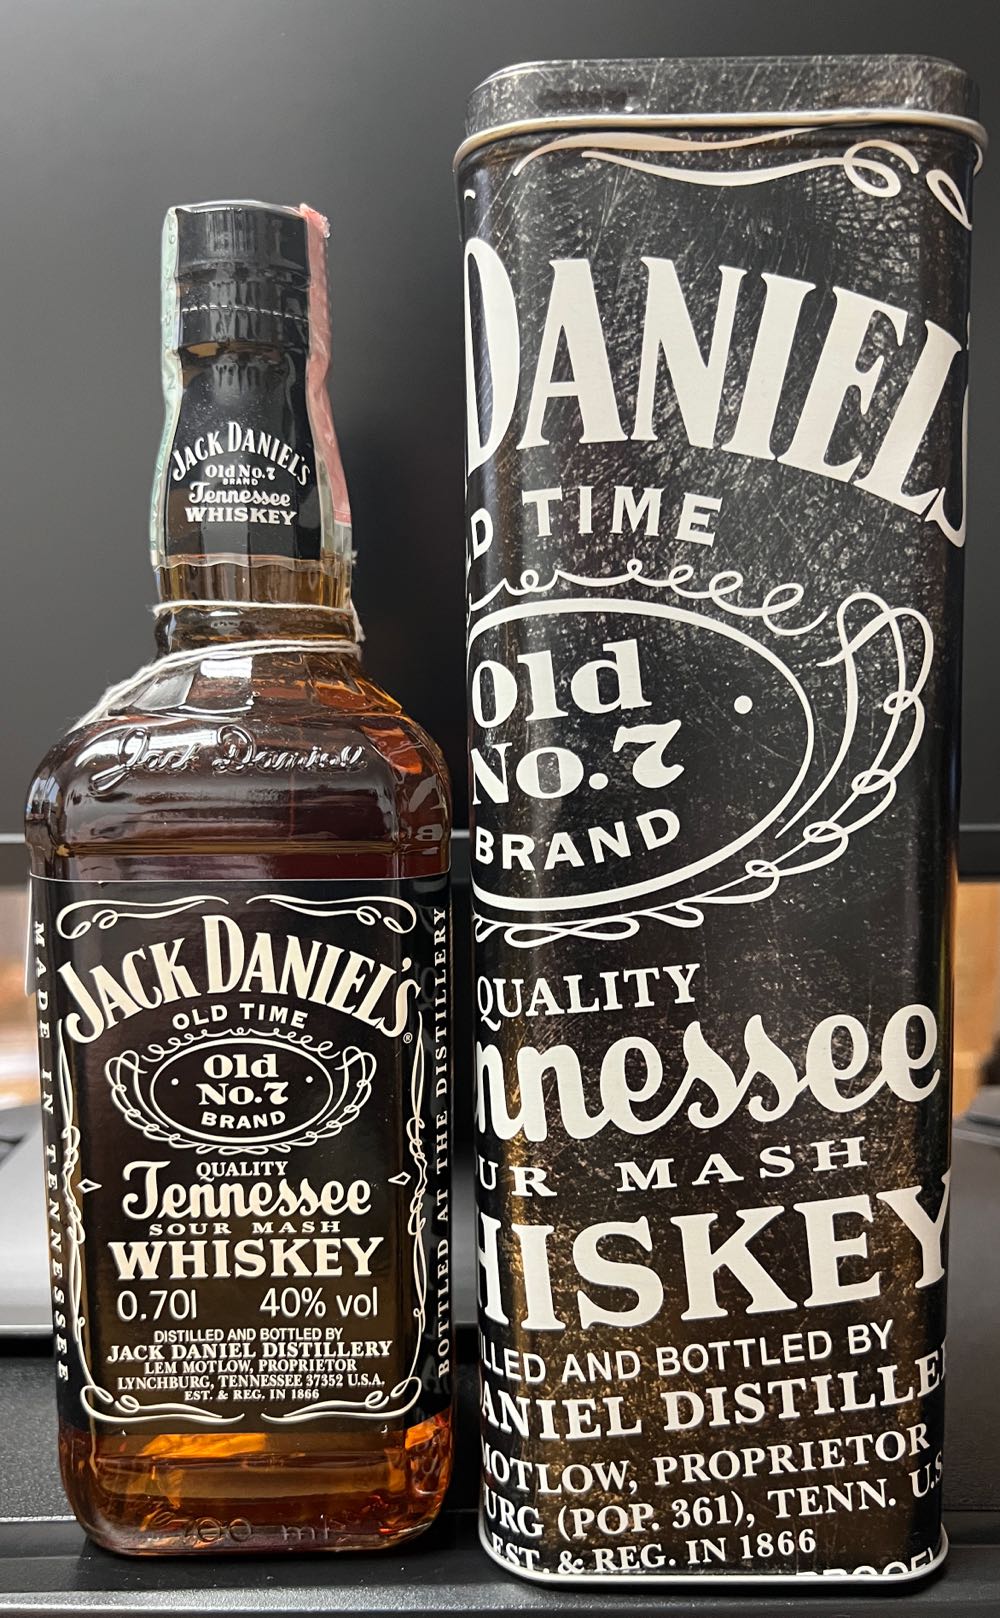 JACK DANIEL'S
Old No.7
BRAND
Tennessee
WHISKEY
Jack Daniel
MADE IN TENNESSEE
JACK DANIEL'S
OLD TIME
Old
No.7
BRAND
QUALITY
Tennessee
SOUR MASH
WHISKEY
0.70l 40% vol
DISTILLED AND BOTTLED BY
JACK DANIEL DISTILLERY
LEM MOTLOW, PROPRIETOR
LYNCHBURG, TENNESSEE 37352 U.S.A.
EST. & REG. IN 1866
BOTTLED AT THE DISTILLERY
700 ml
DANIEL'S
D TIME
Old
No.7
BRAND
QUALITY
nnessee
UR MASH
HISKEY
LLED AND BOTTLED BY
ANIEL DISTILLE
MOTLOW, PROPRIETOR
URG (POP. 361), TENN. U.S
EST. & REG. IN 1866